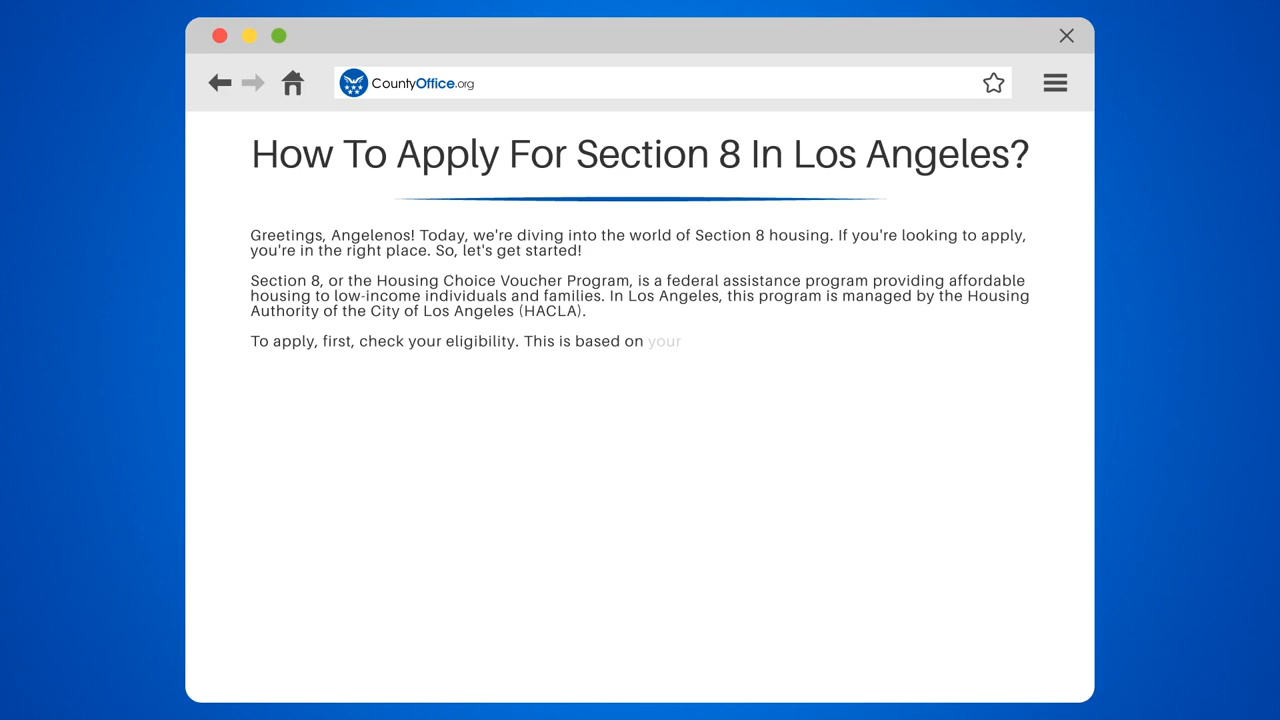 CountyOffice.org
How To Apply For Section 8 In Los Angeles?
Greetings, Angelenos! Today, we're diving into the world of Section 8 housing. If you're looking to apply,
you're in the right place. So, let's get started!
Section 8, or the Housing Choice Voucher Program, is a federal assistance program providing affordable
housing to low-income individuals and families. In Los Angeles, this program is managed by the Housing
Authority of the City of Los Angeles (HACLA).
To apply, first, check your eligibility. This is based on your